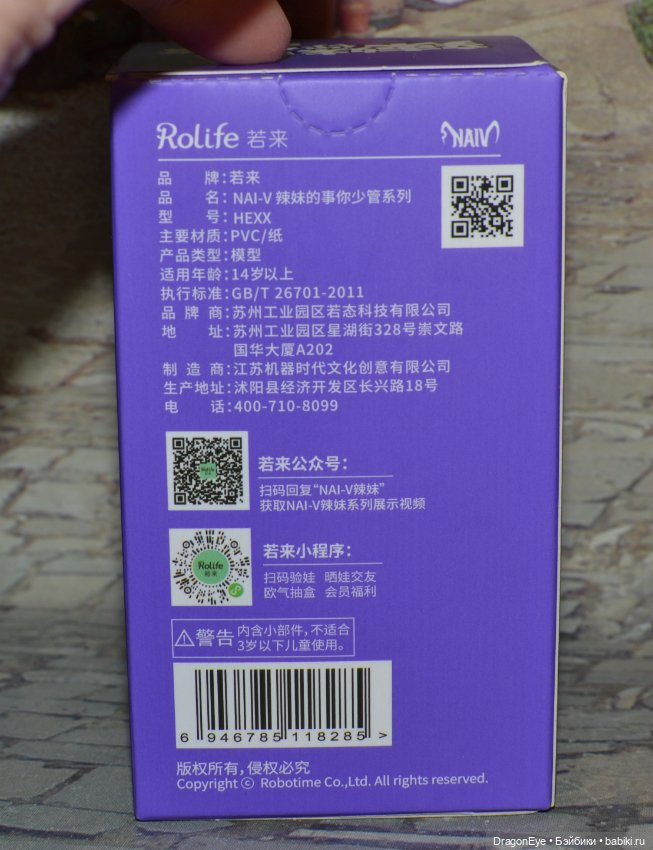 Rolife 若来
NAIV
品 牌：若来
品 名：NAI-V 辣妹的事你少管系列
型 号：HEXX
主要材质：PVC/纸
产品类型：模型
适用年龄：14岁以上
执行标准：GB/T 26701-2011
品 牌 商：苏州工业园区若态科技有限公司
地 址：苏州工业园区星湖街328号崇文路
国华大厦A202
制 造 商：江苏机器时代文化创意有限公司
生产地址：沭阳县经济开发区长兴路18号
电 话：400-710-8099
Rolife
若来公众号：
扫码回复“NAI-V辣妹”
获取NAI-V辣妹系列展示视频
Rolife
若来
若来小程序：
扫码验娃 晒娃交友
欧气抽盒 会员福利
警告 内含小部件，不适合
3岁以下儿童使用。
6 946785 118285 >
版权所有，侵权必究
Copyright © Robotime Co.,Ltd. All rights reserved.
DragonEye • Бэйбики • babiki.ru